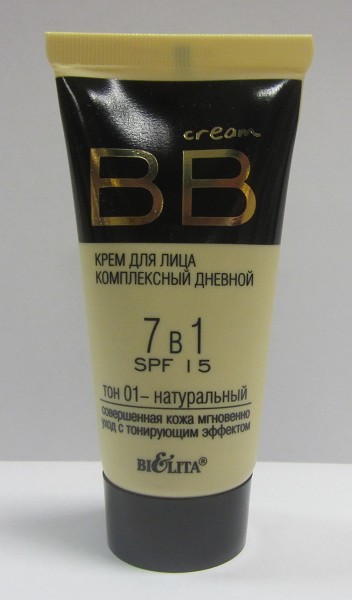 cream
BB
КРЕМ ДЛЯ ЛИЦА
КОМПЛЕКСНЫЙ ДНЕВНОЙ
7 в 1
SPF 15
тон 01– натуральный
совершенная кожа мгновенно
уход с тонирующим эффектом
BIELITA®